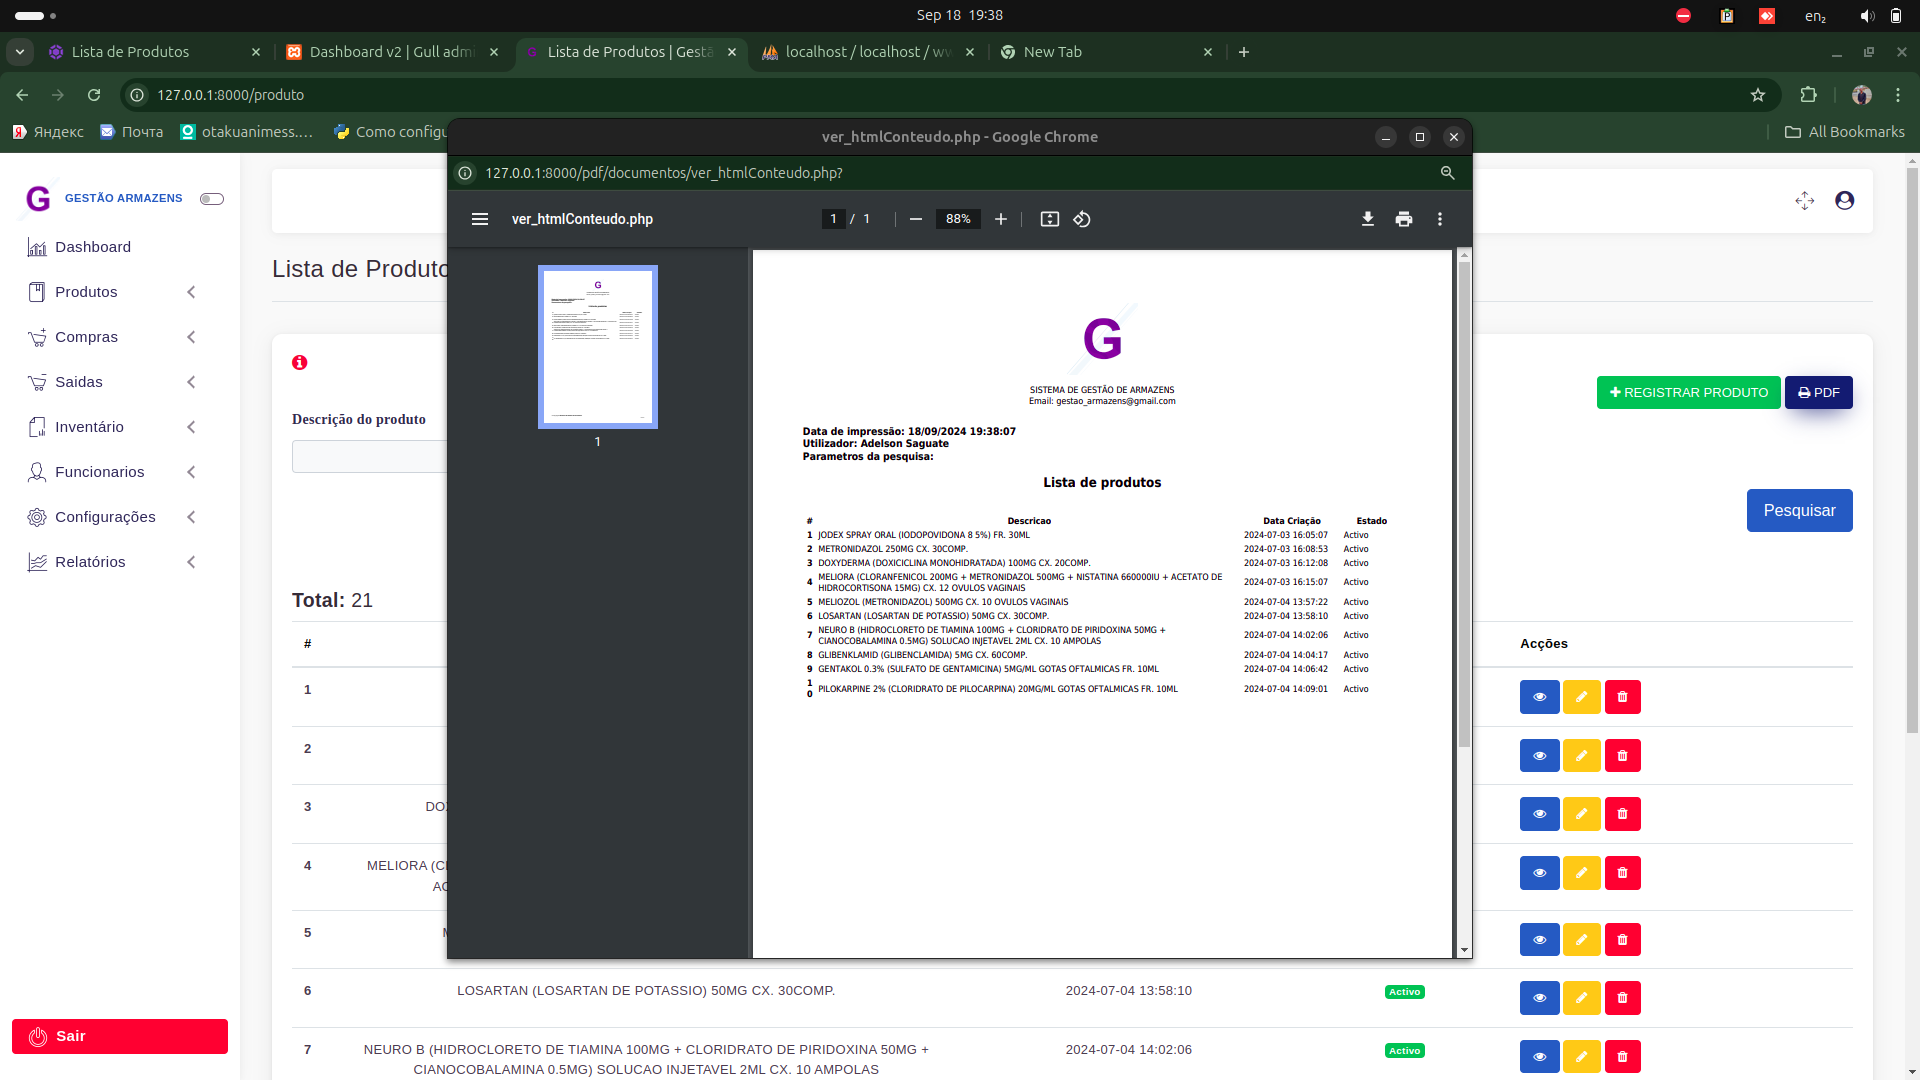 Sep 18 19:38
en₂
Lista de Produtos
Dashboard v2 | Gull adm
Lista de Produtos | Gestã
localhost / localhost / w
New Tab
127.0.0.1:8000/produto
Яндекс
Почта
otakuanimess....
Como configu
All Bookmarks
ver_htmlConteudo.php - Google Chrome
127.0.0.1:8000/pdf/documentos/ver_htmlConteudo.php?
ver_htmlConteudo.php
1 / 1
88%
1
G
GESTÃO ARMAZENS
Dashboard
Produtos
Compras
Saidas
Inventário
Funcionarios
Configurações
Relatórios
Sair
Lista de Produto
REGISTRAR PRODUTO
PDF
Descrição do produto
Pesquisar
Total: 21
G
SISTEMA DE GESTÃO DE ARMAZENS
Email: gestao_armazens@gmail.com
Data de impressão: 18/09/2024 19:38:07
Utilizador: Adelson Saguate
Parametros da pesquisa:
Lista de produtos
# Descricao Data Criação Estado
1 JODEX SPRAY ORAL (IODOPOVIDONA 8 5%) FR. 30ML 2024-07-03 16:05:07 Activo
2 METRONIDAZOL 250MG CX. 30COMP. 2024-07-03 16:08:53 Activo
3 DOXYDERMA (DOXICICLINA MONOHIDRATADA) 100MG CX. 20COMP. 2024-07-03 16:12:08 Activo
4 MELIORA (CLORANFENICOL 200MG + METRONIDAZOL 500MG + NISTATINA 660000IU + ACETATO DE
HIDROCORTISONA 15MG) CX. 12 OVULOS VAGINAIS 2024-07-03 16:15:07 Activo
5 MELIOZOL (METRONIDAZOL) 500MG CX. 10 OVULOS VAGINAIS 2024-07-04 13:57:22 Activo
6 LOSARTAN (LOSARTAN DE POTASSIO) 50MG CX. 30COMP. 2024-07-04 13:58:10 Activo
7 NEURO B (HIDROCLORETO DE TIAMINA 100MG + CLORIDRATO DE PIRIDOXINA 50MG +
CIANOCOBALAMINA 0.5MG) SOLUCAO INJETAVEL 2ML CX. 10 AMPOLAS 2024-07-04 14:02:06 Activo
8 GLIBENKLAMID (GLIBENCLAMIDA) 5MG CX. 60COMP. 2024-07-04 14:04:17 Activo
9 GENTAKOL 0.3% (SULFATO DE GENTAMICINA) 5MG/ML GOTAS OFTALMICAS FR. 10ML 2024-07-04 14:06:42 Activo
1
0 PILOKARPINE 2% (CLORIDRATO DE PILOCARPINA) 20MG/ML GOTAS OFTALMICAS FR. 10ML 2024-07-04 14:09:01 Activo
# Acções
1
2
3 DO
4 MELIORA (C
AC
5
6 LOSARTAN (LOSARTAN DE POTASSIO) 50MG CX. 30COMP. 2024-07-04 13:58:10 Activo
7 NEURO B (HIDROCLORETO DE TIAMINA 100MG + CLORIDRATO DE PIRIDOXINA 50MG + 2024-07-04 14:02:06 Activo
CIANOCOBALAMINA 0.5MG) SOLUCAO INJETAVEL 2ML CX. 10 AMPOLAS